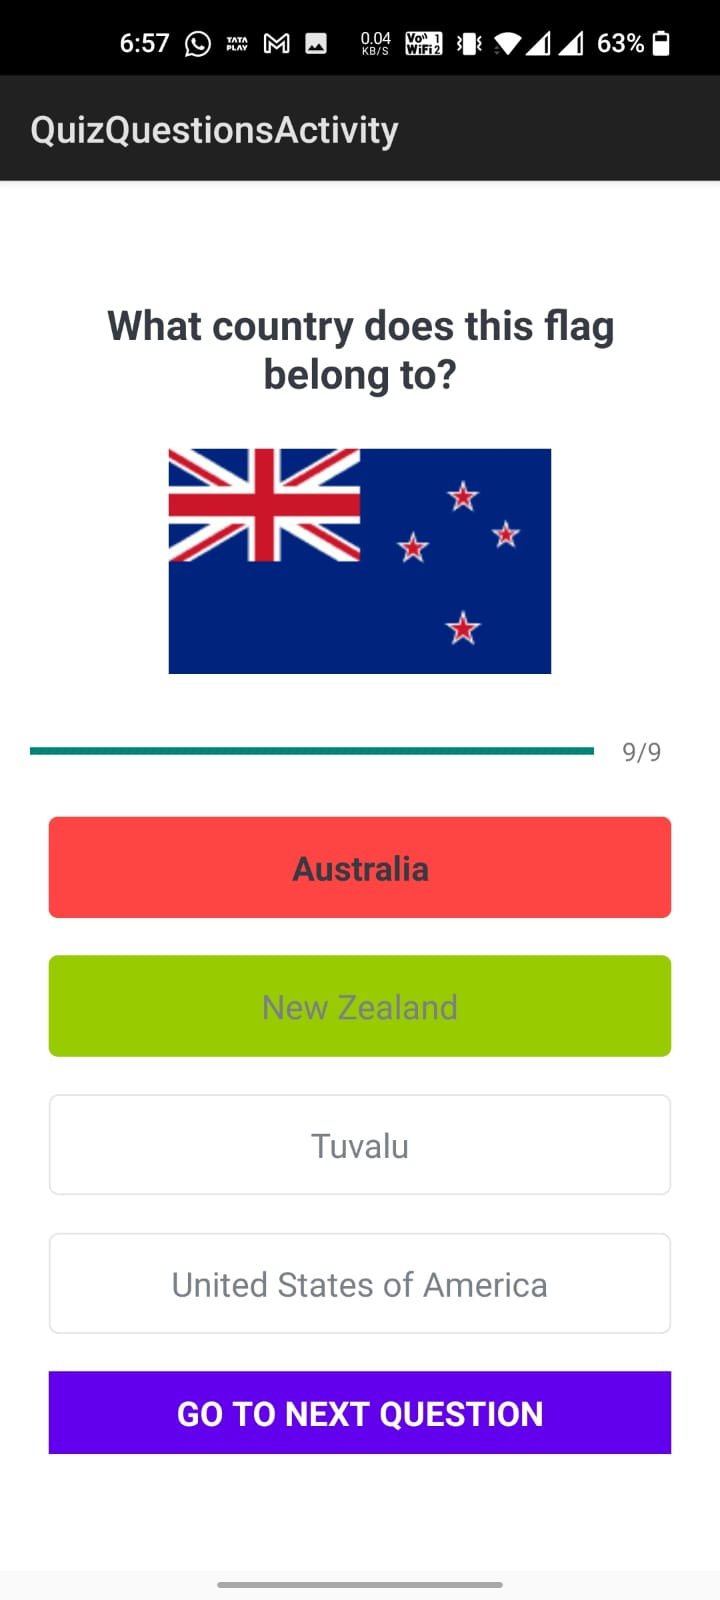 6:57 TATA PLAY 0.04 KB/S Vo)) 1 WiFi 2 63%
QuizQuestionsActivity
What country does this flag
belong to?
9/9
Australia
New Zealand
Tuvalu
United States of America
GO TO NEXT QUESTION